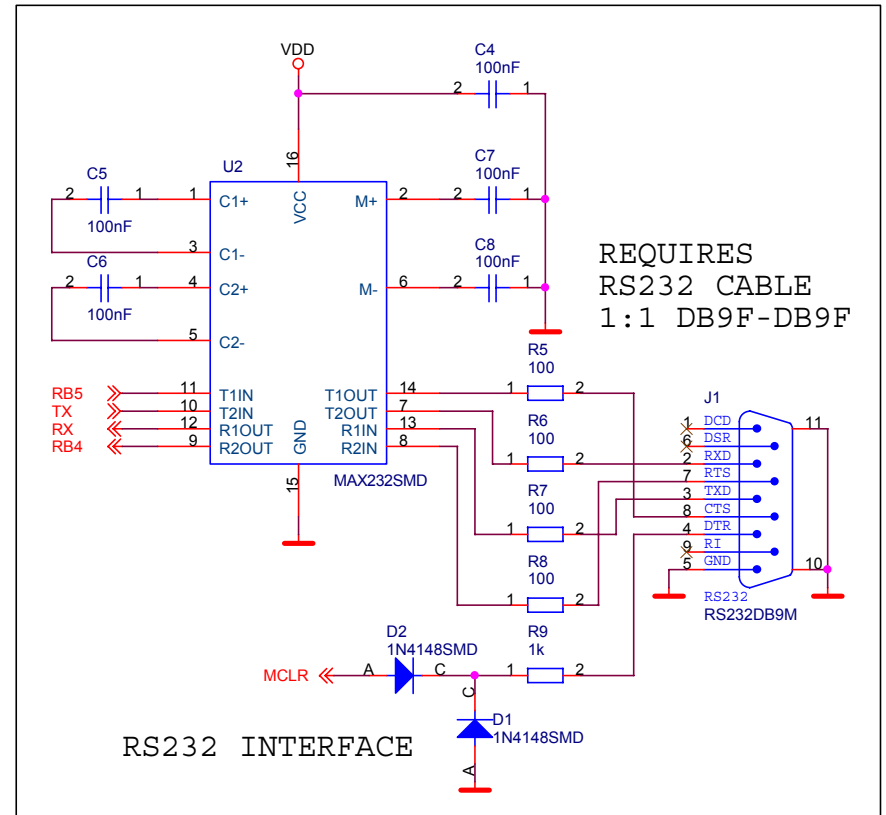 VDD
C4
100nF
2 1
16
U2
C5
2 1
100nF
1 C1+
VCC
M+ 2
C7
100nF
2 1
3 C1-
C6
2 1
100nF
4 C2+
M- 6
C8
100nF
2 1
5 C2-
REQUIRES
RS232 CABLE
1:1 DB9F-DB9F
RB5 11 T1IN
TX 10 T2IN
RX 12 R1OUT
RB4 9 R2OUT
GND
15
T1OUT 14
T2OUT 7
R1IN 13
R2IN 8
MAX232SMD
R5
100
1 2
R6
100
1 2
R7
100
1 2
R8
100
1 2
R9
1k
1 2
J1
1 DCD
6 DSR
2 RXD
7 RTS
3 TXD
8 CTS
4 DTR
9 RI
5 GND
11
10
RS232
RS232DB9M
D2
1N4148SMD
MCLR A C
C
D1
1N4148SMD
A
RS232 INTERFACE